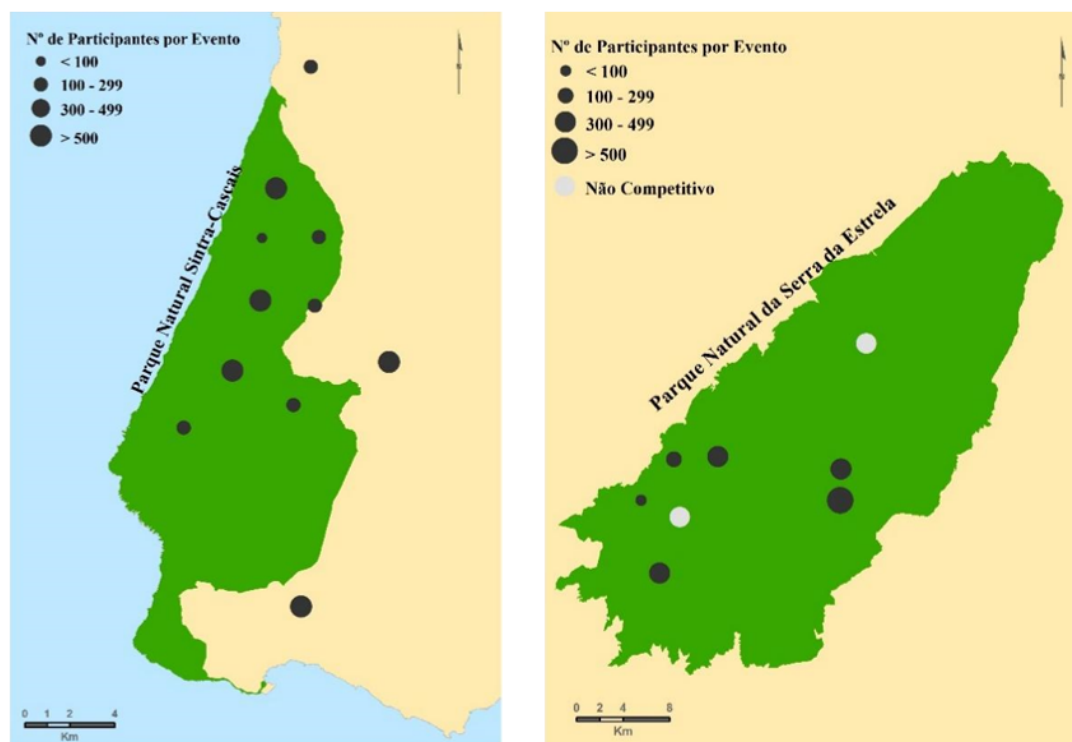 Nº de Participantes por Evento
< 100
100 - 299
300 - 499
> 500
N
Parque Natural Sintra-Cascais
0 1 2 4
Km
Nº de Participantes por Evento
< 100
100 - 299
300 - 499
> 500
Não Competitivo
N
Parque Natural da Serra da Estrela
0 2 4 8
Km